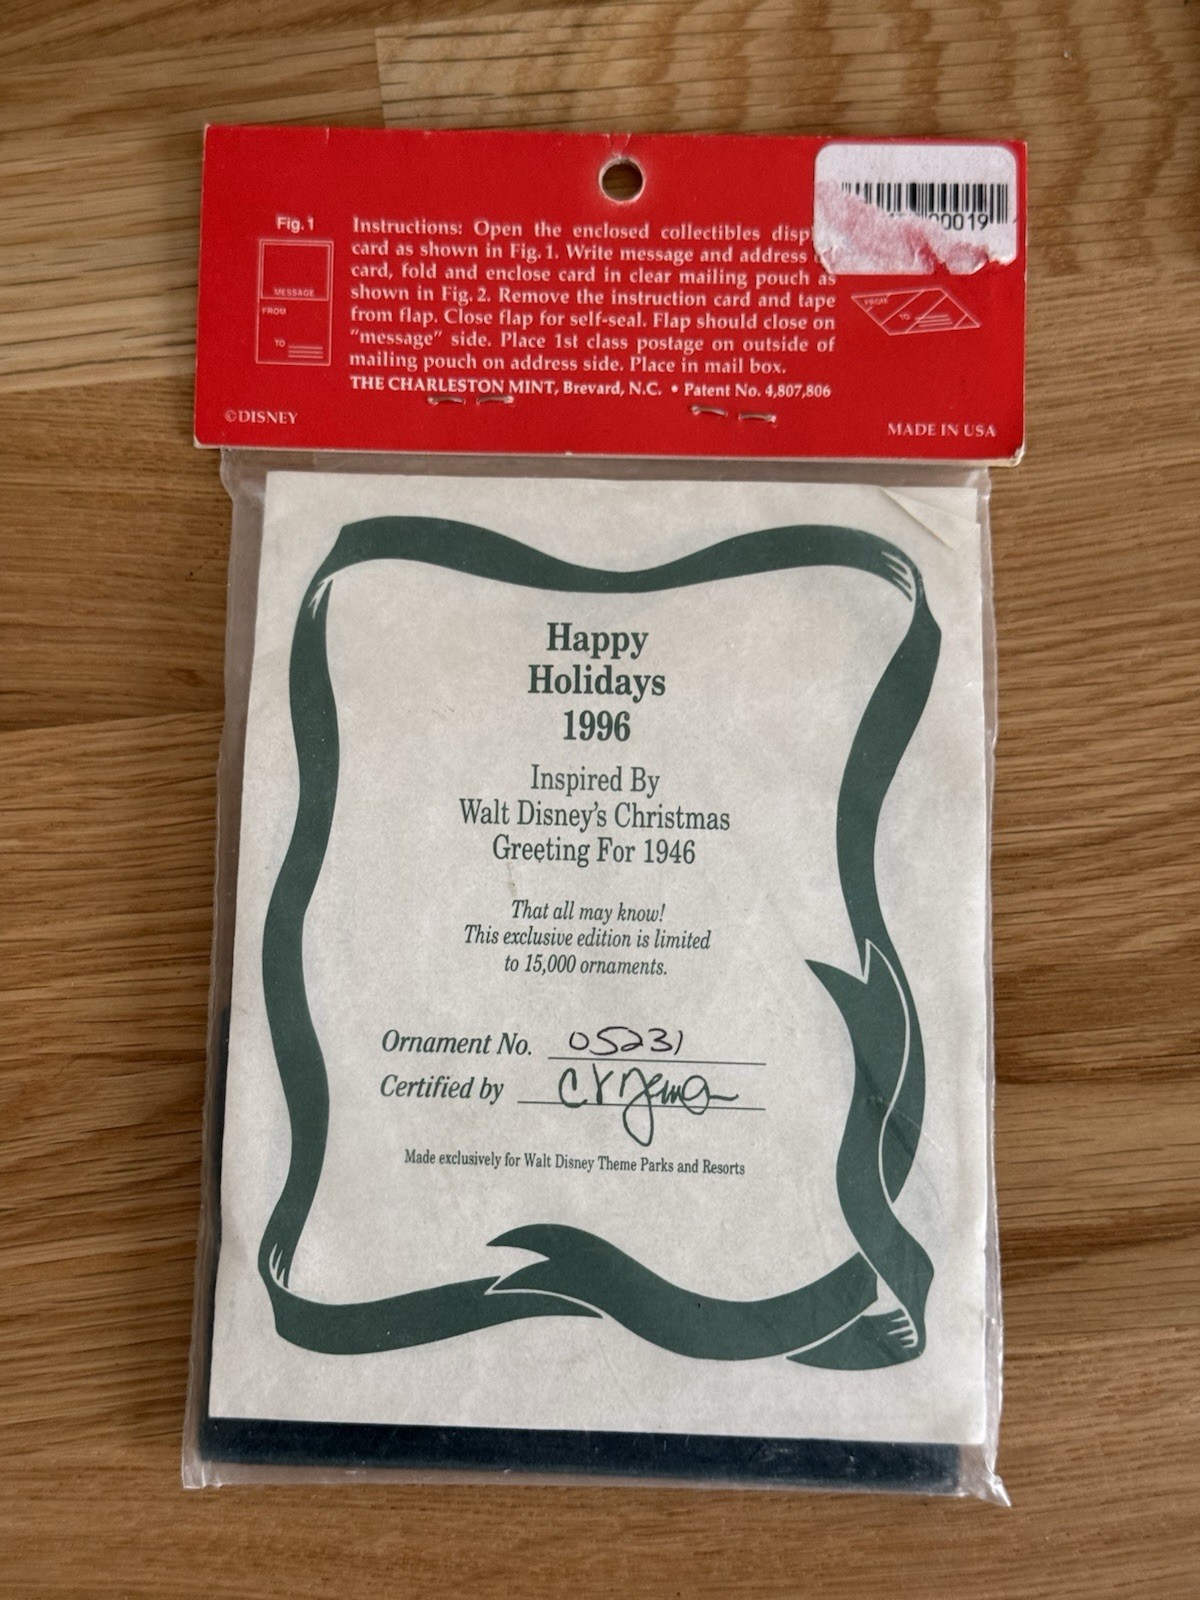 Fig. 1
Instructions: Open the enclosed collectibles
card as shown in Fig. 1. Write message and address
card, fold and enclose card in clear mailing pouch as
shown in Fig. 2. Remove the instruction card and tape
from flap. Close flap for self-seal. Flap should close on
"message" side. Place 1st class postage on outside of
mailing pouch on address side. Place in mail box.
THE CHARLESTON MINT, Brevard, N.C. • Patent No. 4,807,806
MESSAGE
FROM
TO
FROM
TO
0019
©DISNEY
MADE IN USA
Happy
Holidays
1996
Inspired By
Walt Disney's Christmas
Greeting For 1946
That all may know!
This exclusive edition is limited
to 15,000 ornaments.
Ornament No. 05231
Certified by
Made exclusively for Walt Disney Theme Parks and Resorts